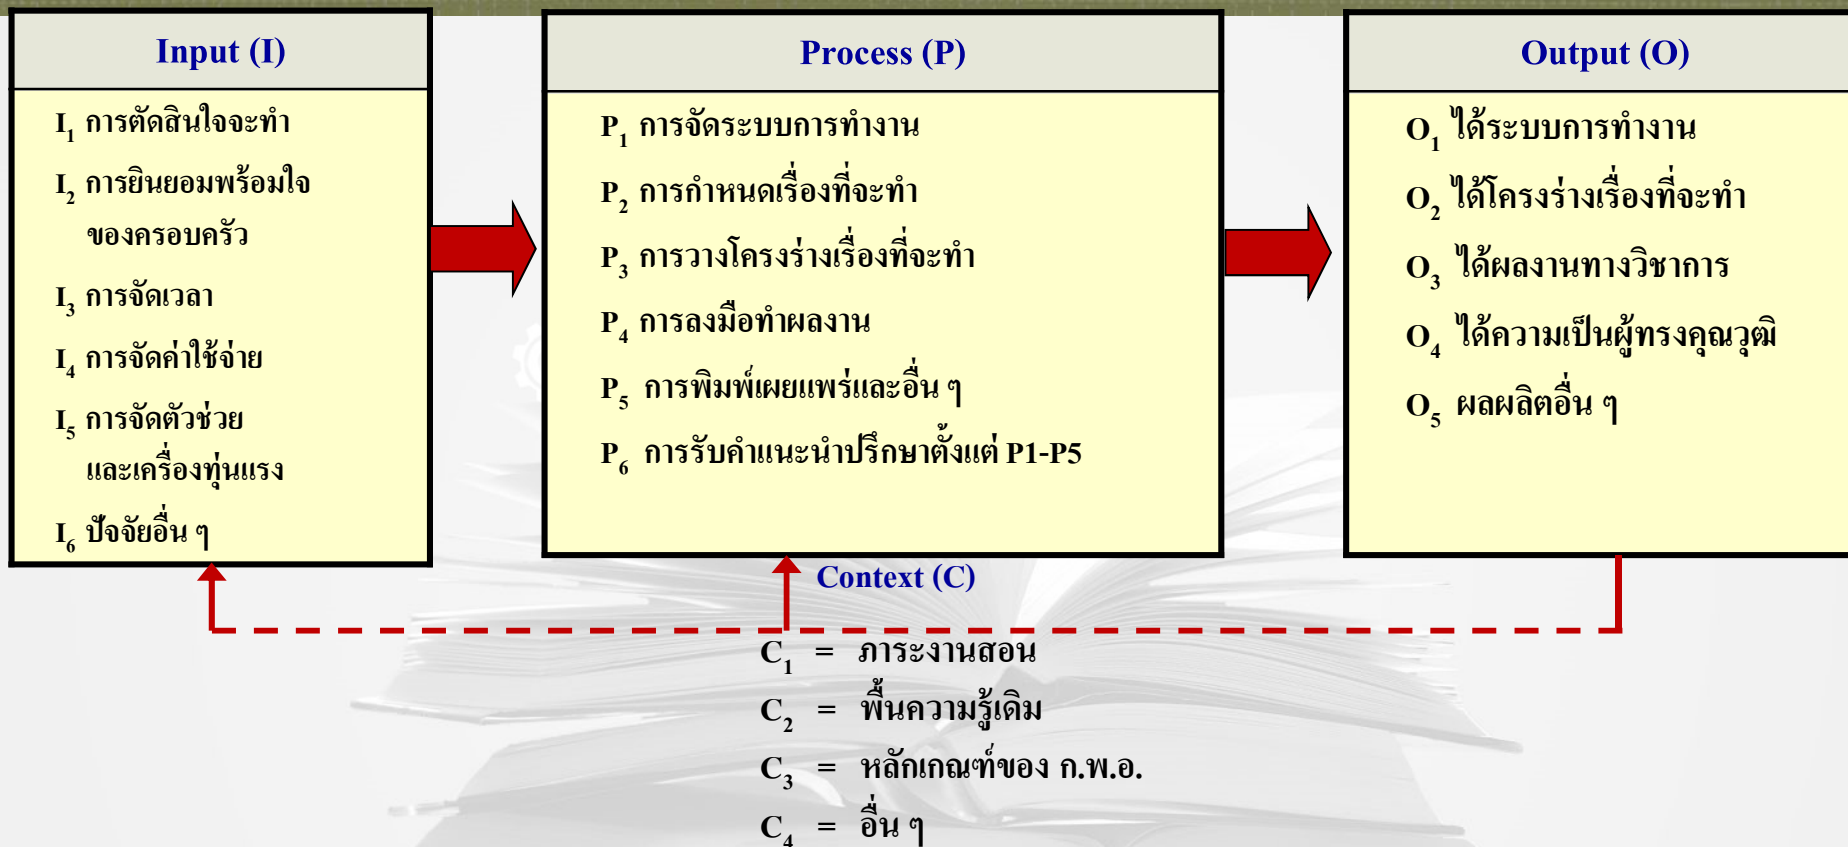 Input (I)
I₁ การตัดสินใจจะทำ
I₂ การยินยอมพร้อมใจ
ของครอบครัว
I₃ การจัดเวลา
I₄ การจัดค่าใช้จ่าย
I₅ การจัดตัวช่วย
และเครื่องทุ่นแรง
I₆ ปัจจัยอื่น ๆ
Process (P)
P₁ การจัดระบบการทำงาน
P₂ การกำหนดเรื่องที่จะทำ
P₃ การวางโครงร่างเรื่องที่จะทำ
P₄ การลงมือทำผลงาน
P₅ การพิมพ์เผยแพร่และอื่น ๆ
P₆ การรับคำแนะนำปรึกษาตั้งแต่ P1-P5
Output (O)
O₁ ได้ระบบการทำงาน
O₂ ได้โครงร่างเรื่องที่จะทำ
O₃ ได้ผลงานทางวิชาการ
O₄ ได้ความเป็นผู้ทรงคุณวุฒิ
O₅ ผลผลิตอื่น ๆ
Context (C)
C₁ = ภาระงานสอน
C₂ = พื้นความรู้เดิม
C₃ = หลักเกณฑ์ของ ก.พ.อ.
C₄ = อื่น ๆ